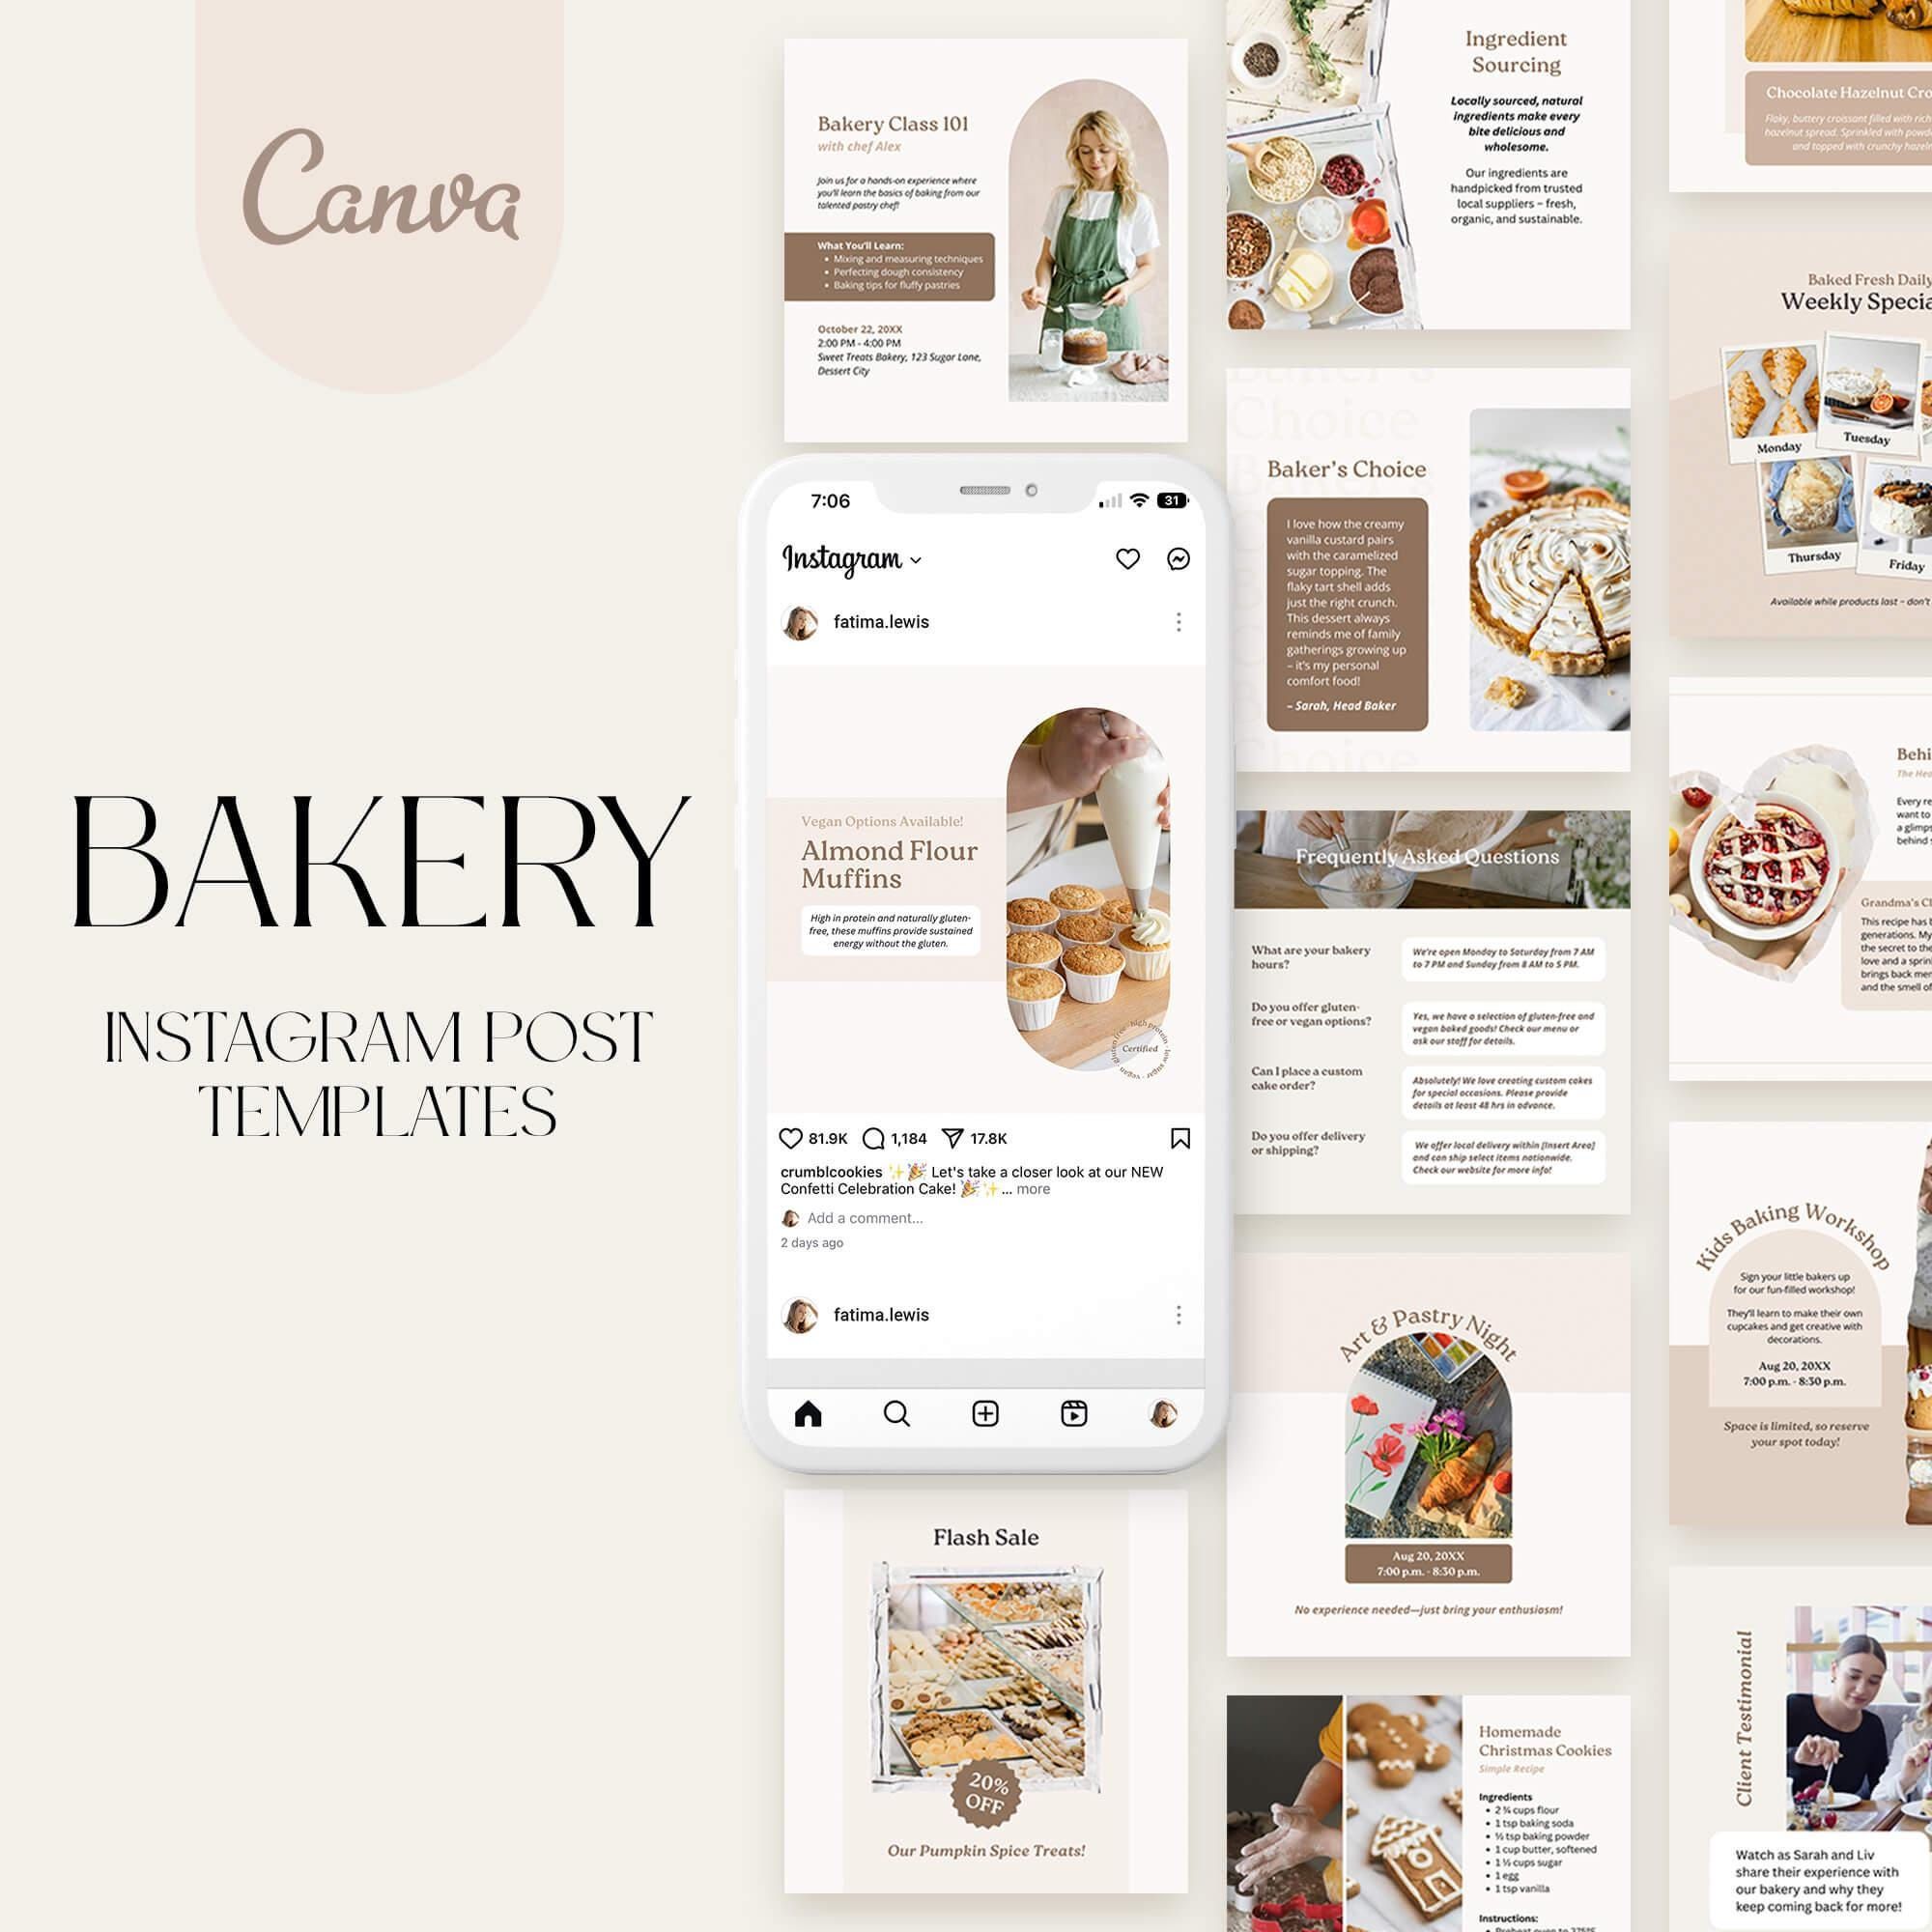 Canva
BAKERY
INSTAGRAM POST
TEMPLATES
Bakery Class 101
with chef Alex
Join us for a hands-on experience where
you'll learn the basics of baking from our
talented pastry chef!
What You'll Learn:
• Mixing and measuring techniques
• Perfecting dough consistency
• Baking tips for fluffy pastries
October 22, 20XX
2:00 PM - 4:00 PM
Sweet Treats Bakery, 123 Sugar Lane,
Dessert City
7:06
31
Instagram
fatima.lewis
Vegan Options Available!
Almond Flour
Muffins
High in protein and naturally gluten-
free, these muffins provide sustained
energy without the gluten.
Certified
gluten free · high protein · low sugar · vegan ·
81.9K 1,184 17.8K
crumblcookies ✨🎉 Let's take a closer look at our NEW
Confetti Celebration Cake! 🎉✨... more
Add a comment...
2 days ago
fatima.lewis
Flash Sale
20%
OFF
Our Pumpkin Spice Treats!
Ingredient
Sourcing
Locally sourced, natural
ingredients make every
bite delicious and
wholesome.
Our ingredients are
handpicked from trusted
local suppliers – fresh,
organic, and sustainable.
Baker's
Choice
Baker's Choice
I love how the creamy
vanilla custard pairs
with the caramelized
sugar topping. The
flaky tart shell adds
just the right crunch.
This dessert always
reminds me of family
gatherings growing up
– it's my personal
comfort food!
– Sarah, Head Baker
Choice
Frequently Asked Questions
What are your bakery
hours?
We're open Monday to Saturday from 7 AM
to 7 PM and Sunday from 8 AM to 5 PM.
Do you offer gluten-
free or vegan options?
Yes, we have a selection of gluten-free and
vegan baked goods! Check our menu or
ask our staff for details.
Can I place a custom
cake order?
Absolutely! We love creating custom cakes
for special occasions. Please provide
details at least 48 hrs in advance.
Do you offer delivery
or shipping?
We offer local delivery within [Insert Area]
and can ship select items nationwide.
Check our website for more info!
Art & Pastry Night
Aug 20, 20XX
7:00 p.m. - 8:30 p.m.
No experience needed—just bring your enthusiasm!
Homemade
Christmas Cookies
Simple Recipe
Ingredients
• 2 ¾ cups flour
• 1 tsp baking soda
• ½ tsp baking powder
• 1 cup butter, softened
• 1 ½ cups sugar
• 1 egg
• 1 tsp vanilla
Instructions:
Chocolate Hazelnut Cro
Flaky, buttery croissant filled with rich
hazelnut spread. Sprinkled with powd
and topped with crunchy hazeln
Baked Fresh Daily
Weekly Specia
Monday
Tuesday
Thursday
Friday
Available while products last – don't
Behi
The Hea
Every re
want to
a glimps
behind s
Grandma's Cl
This recipe has b
generations. My
the secret to the
love and a sprin
brings back mem
and the smell of
Kids Baking Workshop
Sign your little bakers up
for our fun-filled workshop!
They'll learn to make their own
cupcakes and get creative with
decorations.
Aug 20, 20XX
7:00 p.m. - 8:30 p.m.
Space is limited, so reserve
your spot today!
Client Testimonial
Watch as Sarah and Liv
share their experience with
our bakery and why they
keep coming back for more!